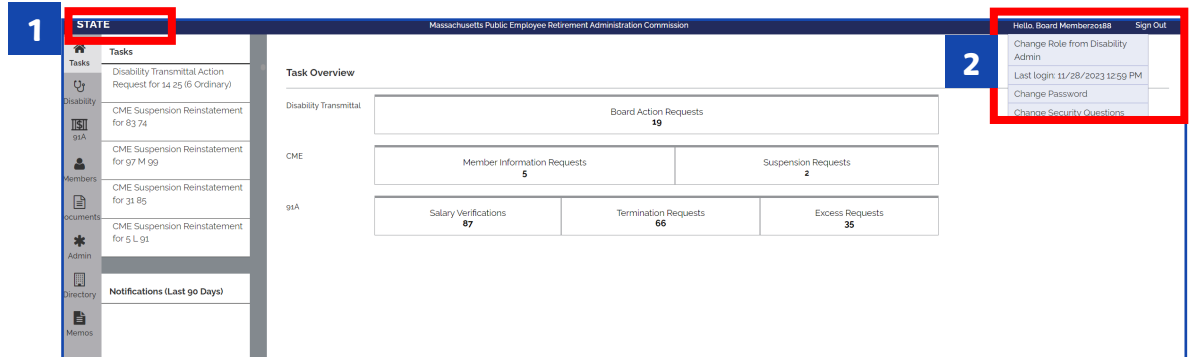 1
STATE
Massachusetts Public Employee Retirement Administration Commission
Hello, Board Member20188 Sign Out
2
Change Role from Disability
Admin
Last login: 11/28/2023 12:59 PM
Change Password
Change Security Questions
Tasks
Disability
91A
Members
ocuments
Admin
Directory
Memos
Tasks
Disability Transmittal Action
Request for 14 25 (6 Ordinary)
CME Suspension Reinstatement
for 83 74
CME Suspension Reinstatement
for 97 M 99
CME Suspension Reinstatement
for 31 85
CME Suspension Reinstatement
for 5 L 91
Notifications (Last 90 Days)
Task Overview
Disability Transmittal
Board Action Requests
19
CME
Member Information Requests
5
Suspension Requests
2
91A
Salary Verifications
87
Termination Requests
66
Excess Requests
35